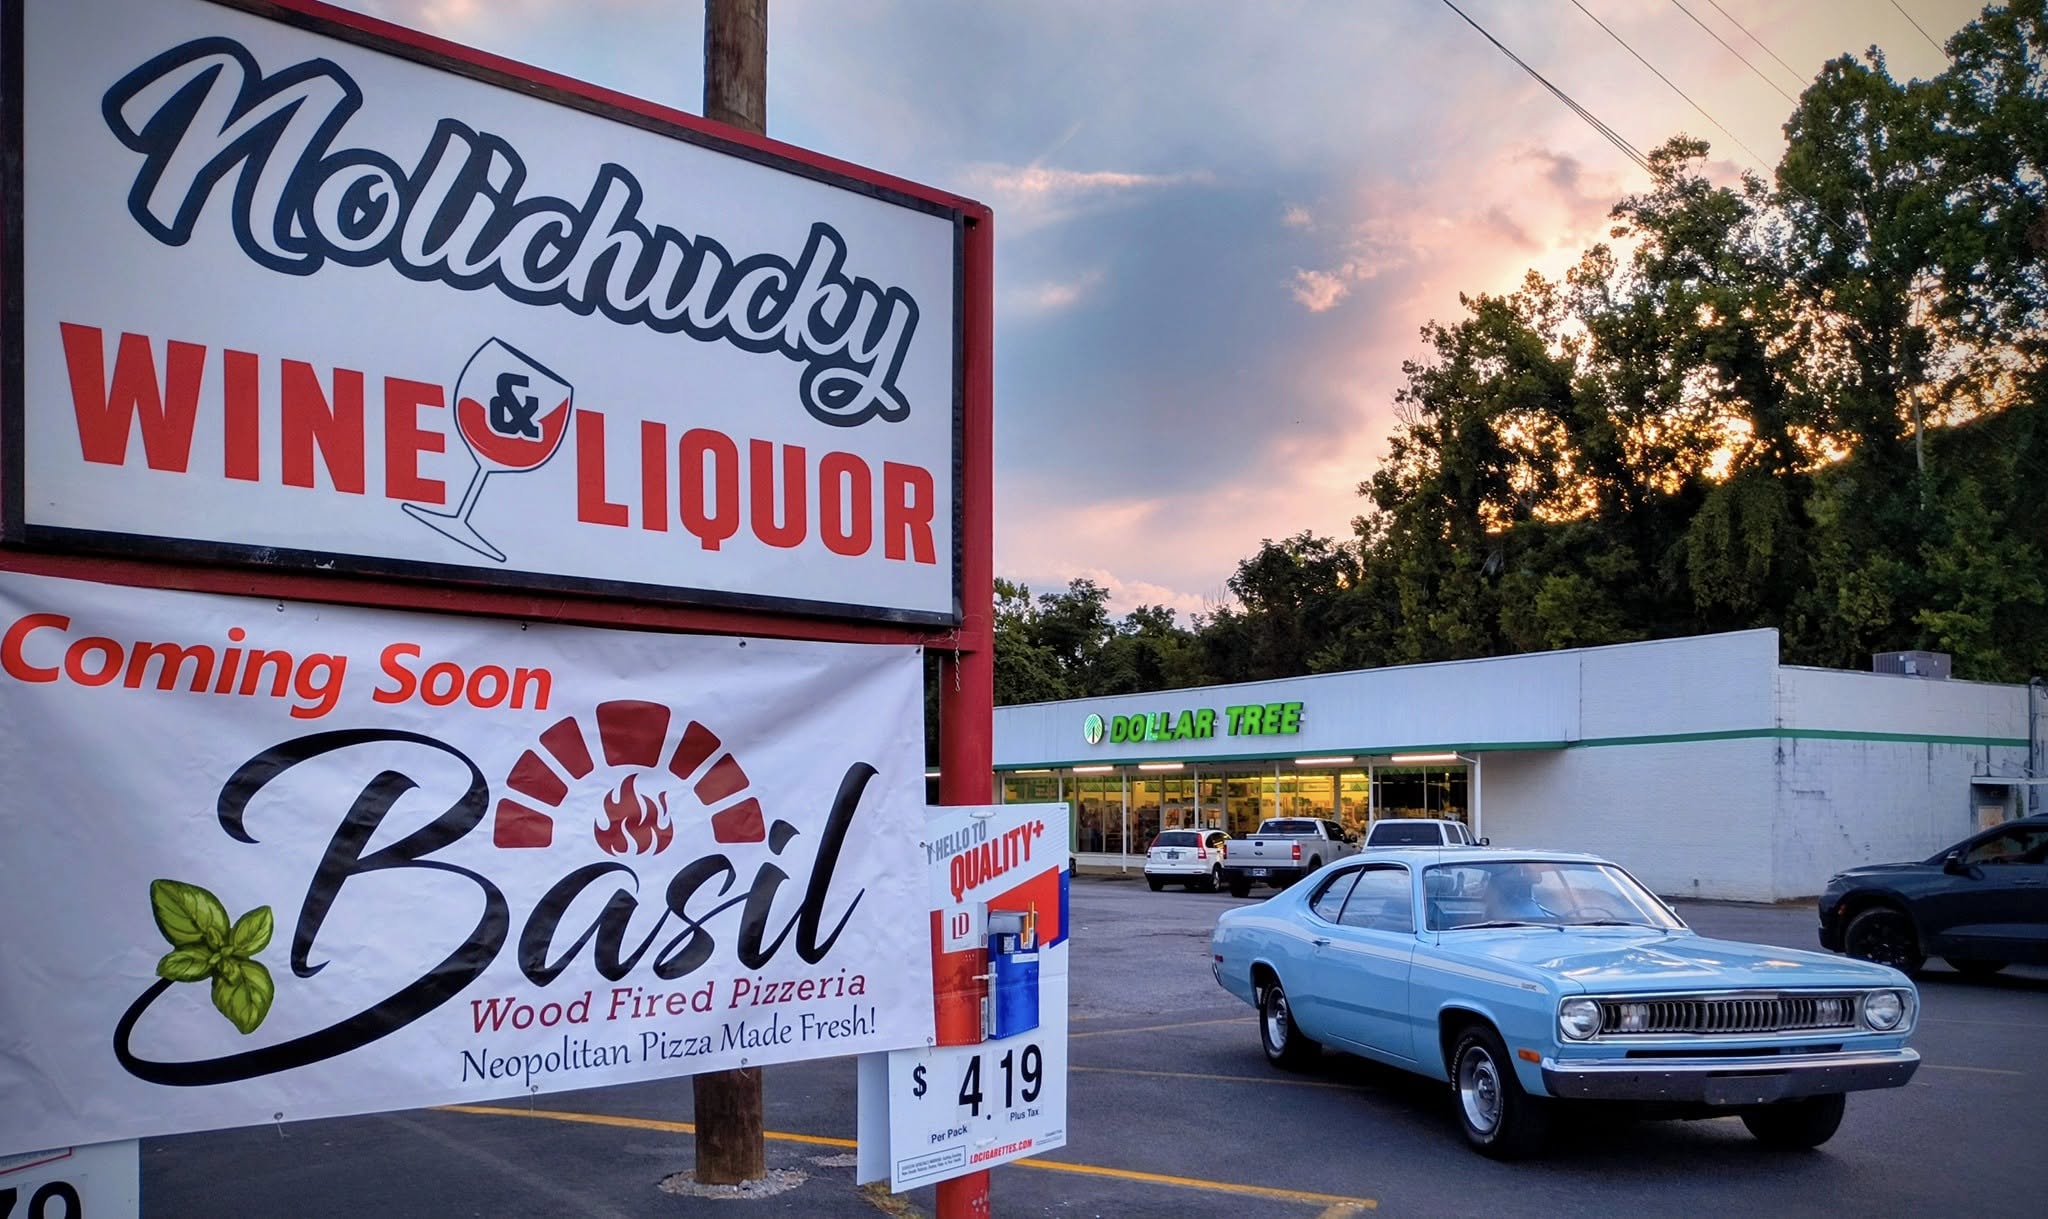 Nolichucky
WINE & LIQUOR
Coming Soon
Basil
Wood Fired Pizzeria
Neopolitan Pizza Made Fresh!
HELLO TO
QUALITY+
LD
$ 4.19
Per Pack
Plus Tax
LDCIGARETTES.COM
DOLLAR TREE